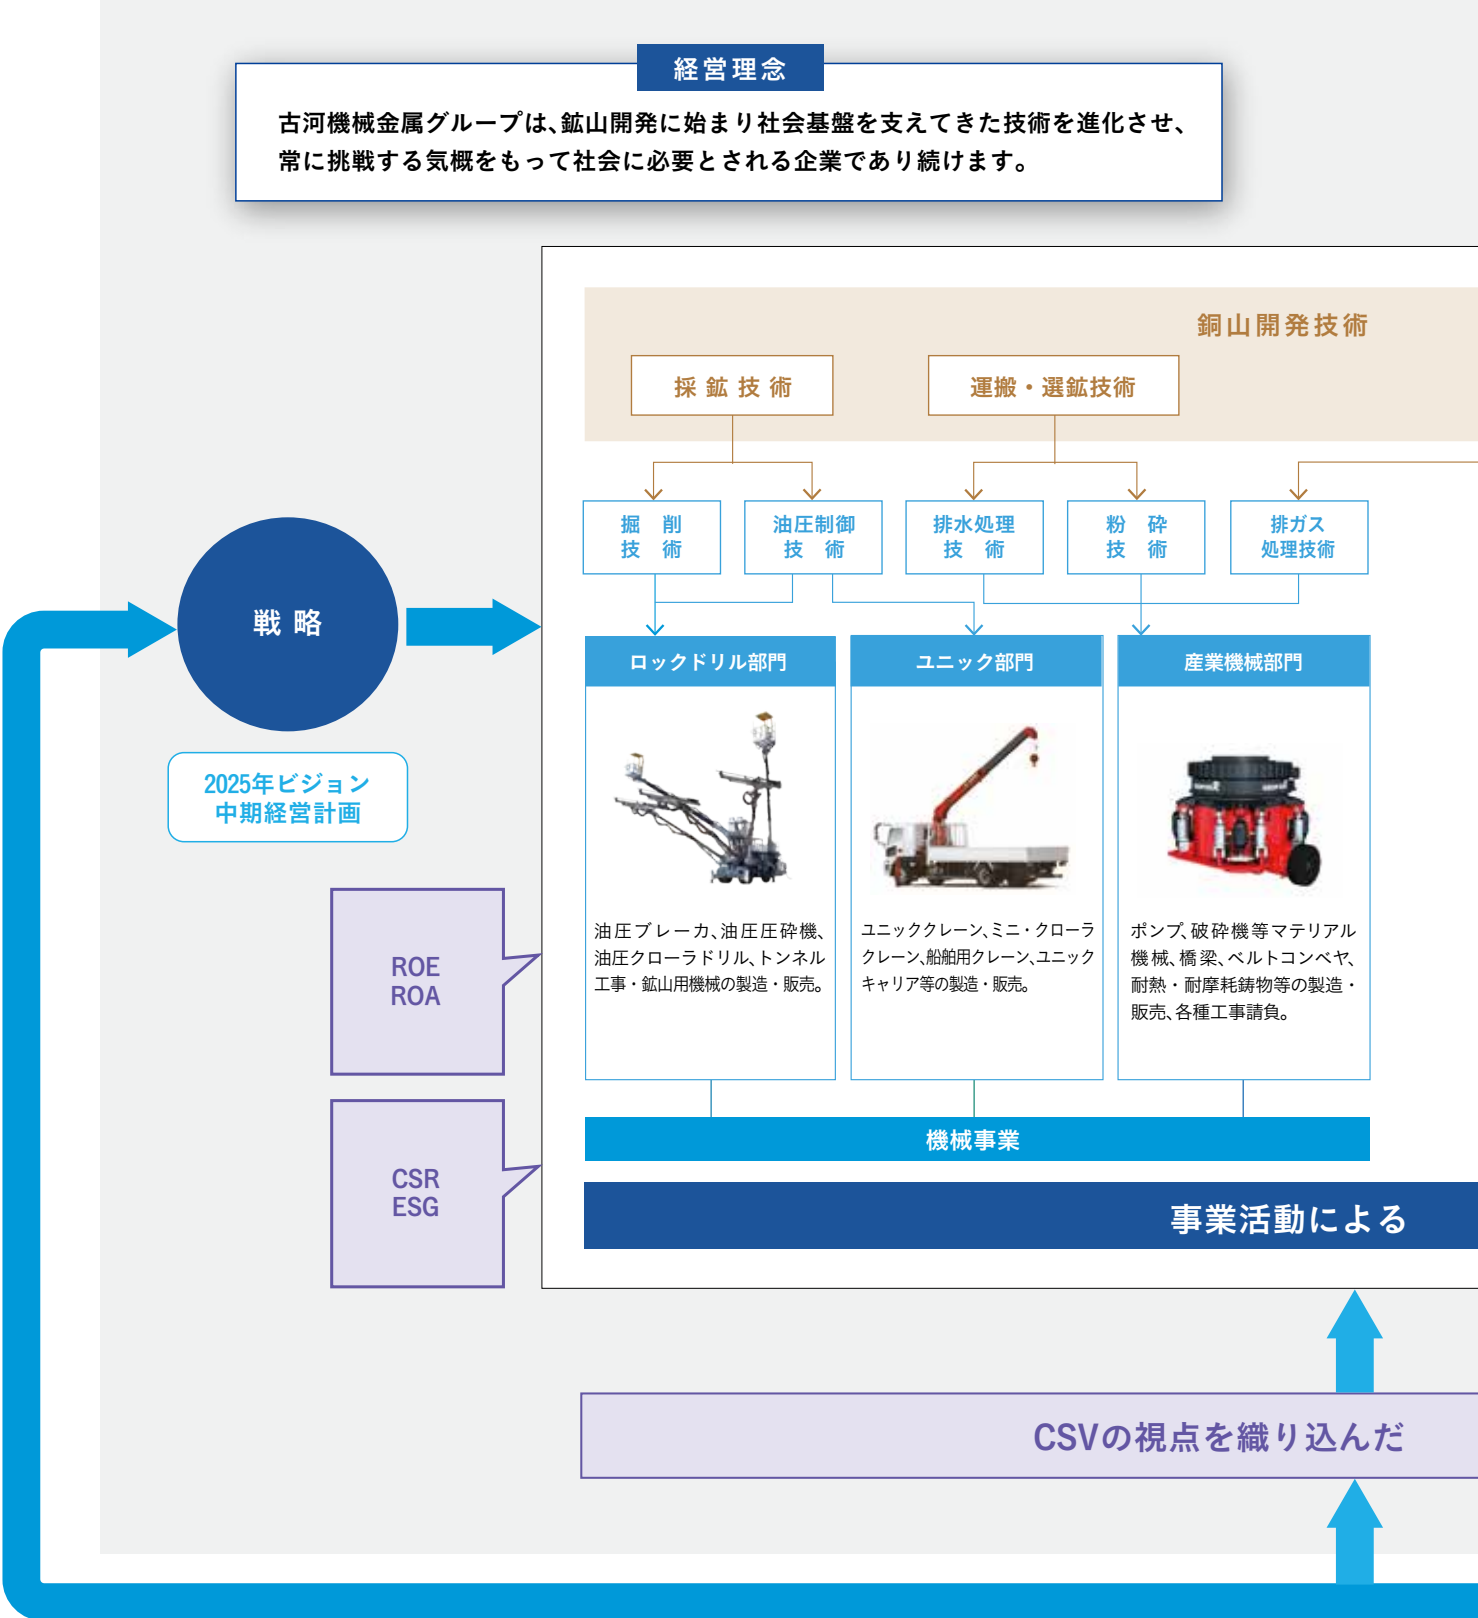 経営理念
古河機械金属グループは、鉱山開発に始まり社会基盤を支えてきた技術を進化させ、
常に挑戦する気概をもって社会に必要とされる企業であり続けます。
銅山開発技術
採鉱技術
運搬・選鉱技術
掘削
技術
油圧制御
技術
排水処理
技術
粉砕
技術
排ガス
処理技術
戦略
2025年ビジョン
中期経営計画
ロックドリル部門
油圧ブレーカ、油圧圧砕機、
油圧クローラドリル、トンネル
工事・鉱山用機械の製造・販売。
ユニック部門
ユニッククレーン、ミニ・クローラ
クレーン、船舶用クレーン、ユニック
キャリア等の製造・販売。
産業機械部門
ポンプ、破砕機等マテリアル
機械、橋梁、ベルトコンベヤ、
耐熱・耐摩耗鋳物等の製造・
販売、各種工事請負。
ROE
ROA
CSR
ESG
機械事業
事業活動による
CSVの視点を織り込んだ